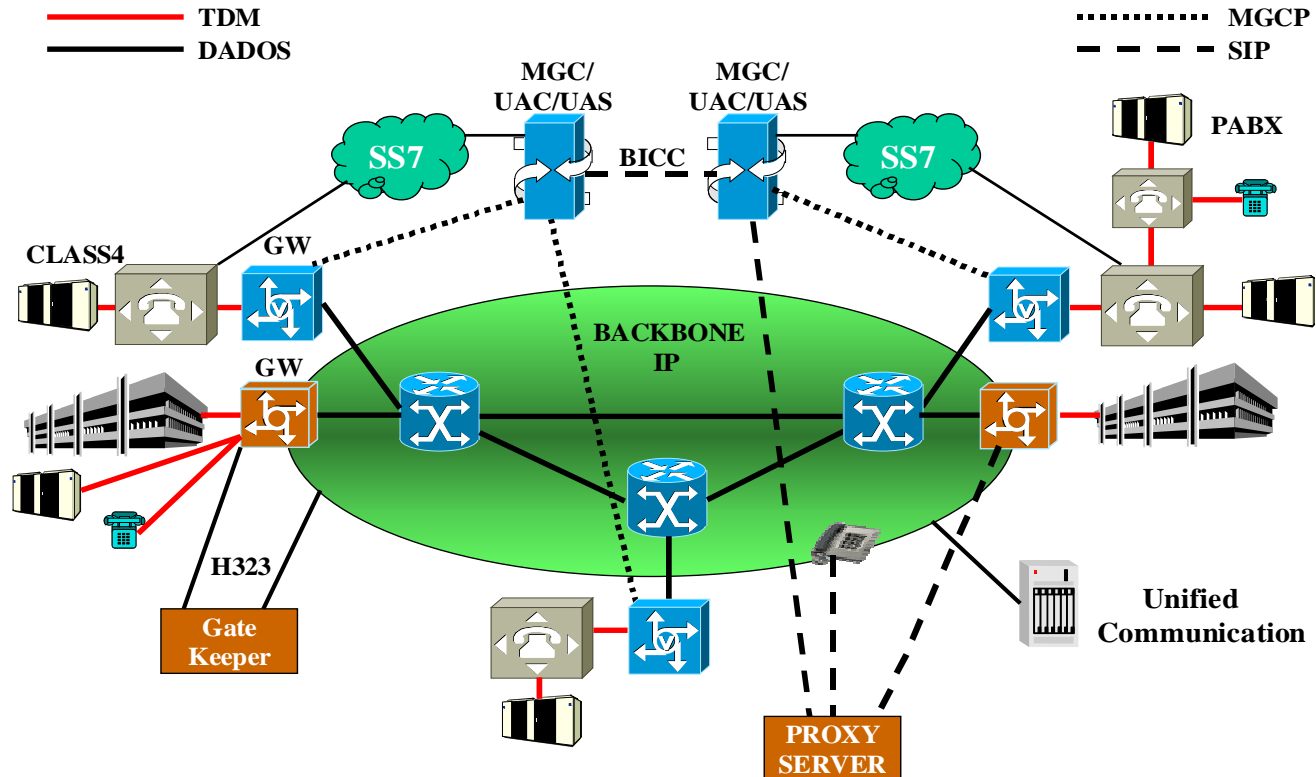 TDM
DADOS
MGCP
SIP
MGC/
UAC/UAS
MGC/
UAC/UAS
PABX
SS7
BICC
SS7
CLASS4
GW
V
V
BACKBONE
IP
GW
H323
Gate
Keeper
V
Unified
Communication
PROXY
SERVER